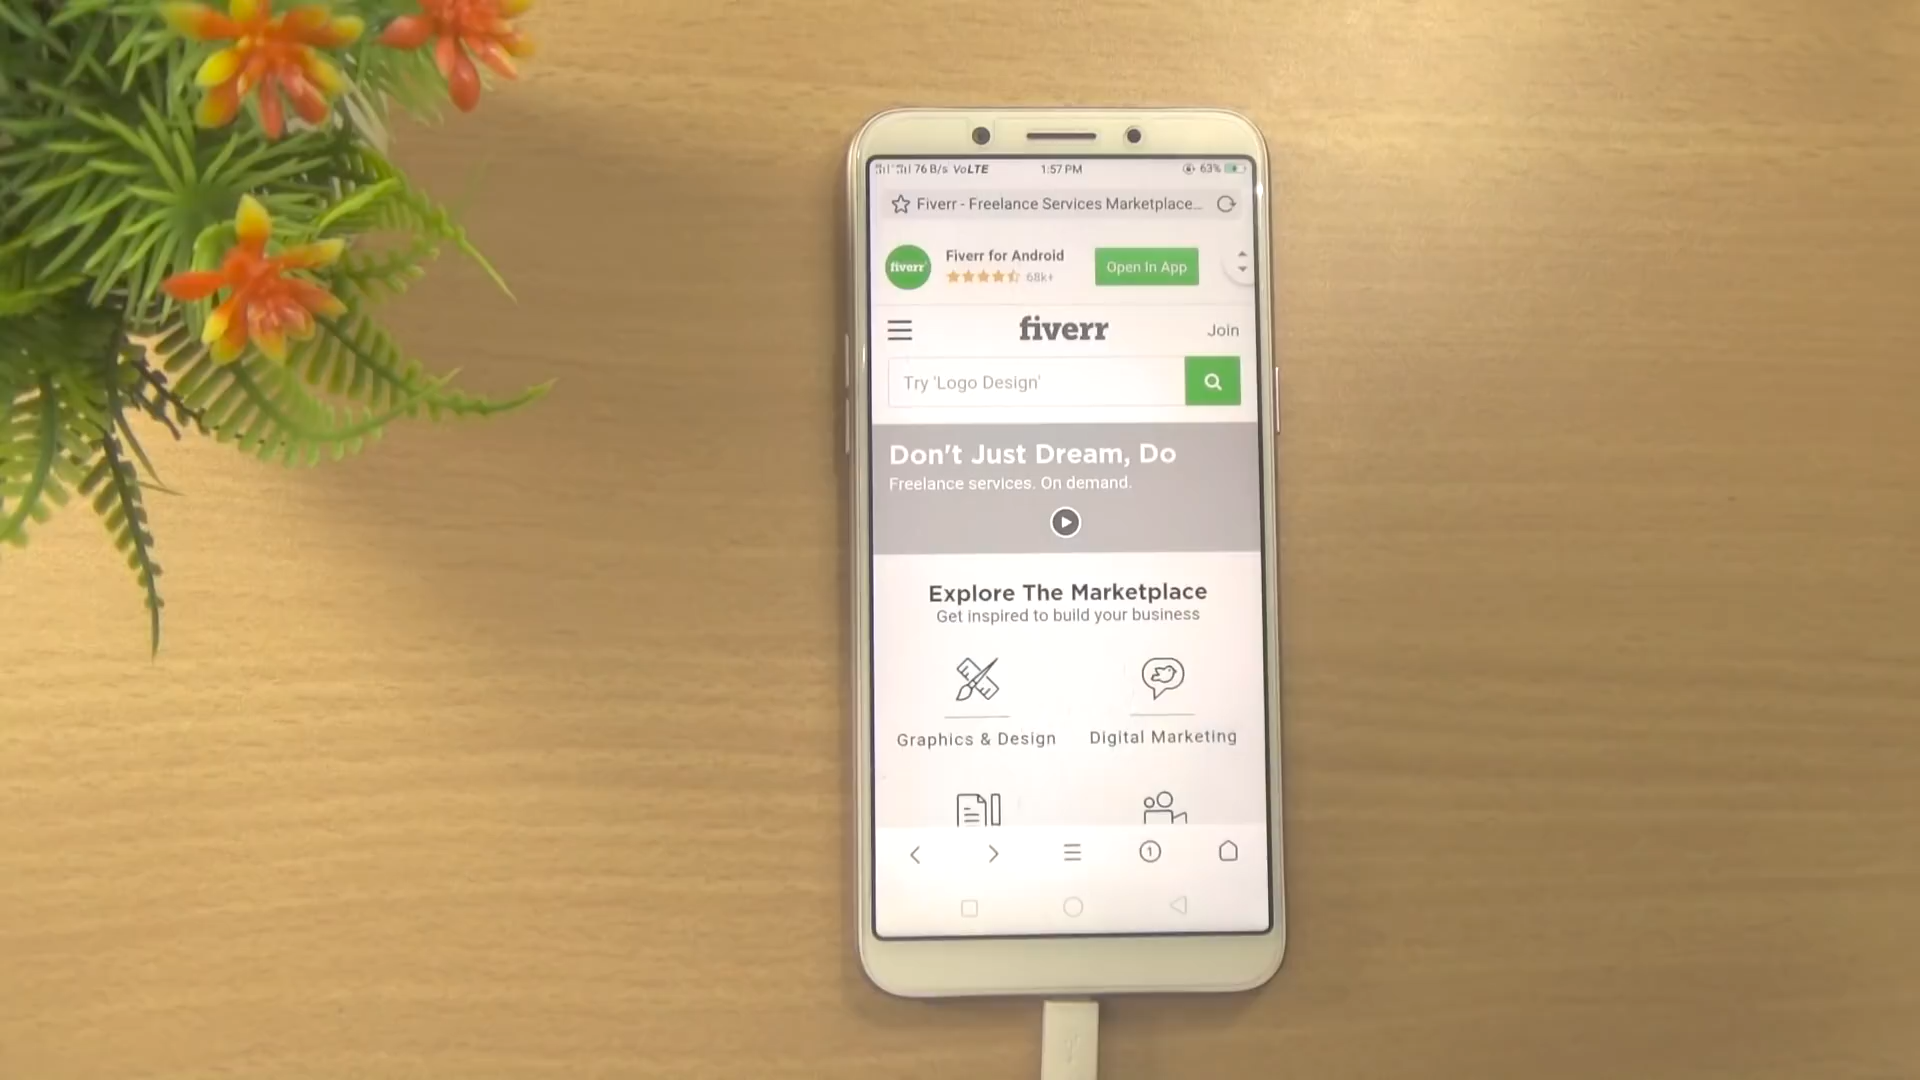 76 B/s VoLTE 1:57 PM 63%
Fiverr - Freelance Services Marketplace...
fiverr
Fiverr for Android
68k+
Open In App
fiverr
Join
Try 'Logo Design'
Don't Just Dream, Do
Freelance services. On demand.
Explore The Marketplace
Get inspired to build your business
Graphics & Design
Digital Marketing
1